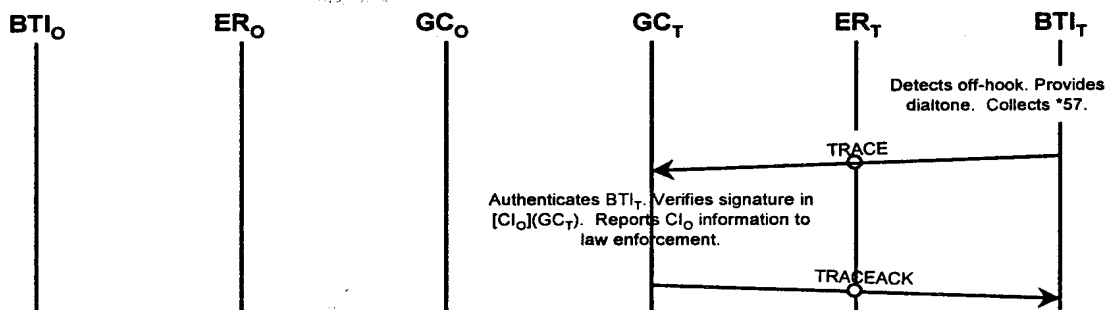 BTIO ERO GCO GCT ERT BTIT
Detects off-hook. Provides
dialtone. Collects *57.
TRACE
Authenticates BTIT. Verifies signature in
[CIO](GCT). Reports CIO information to
law enforcement.
TRACEACK